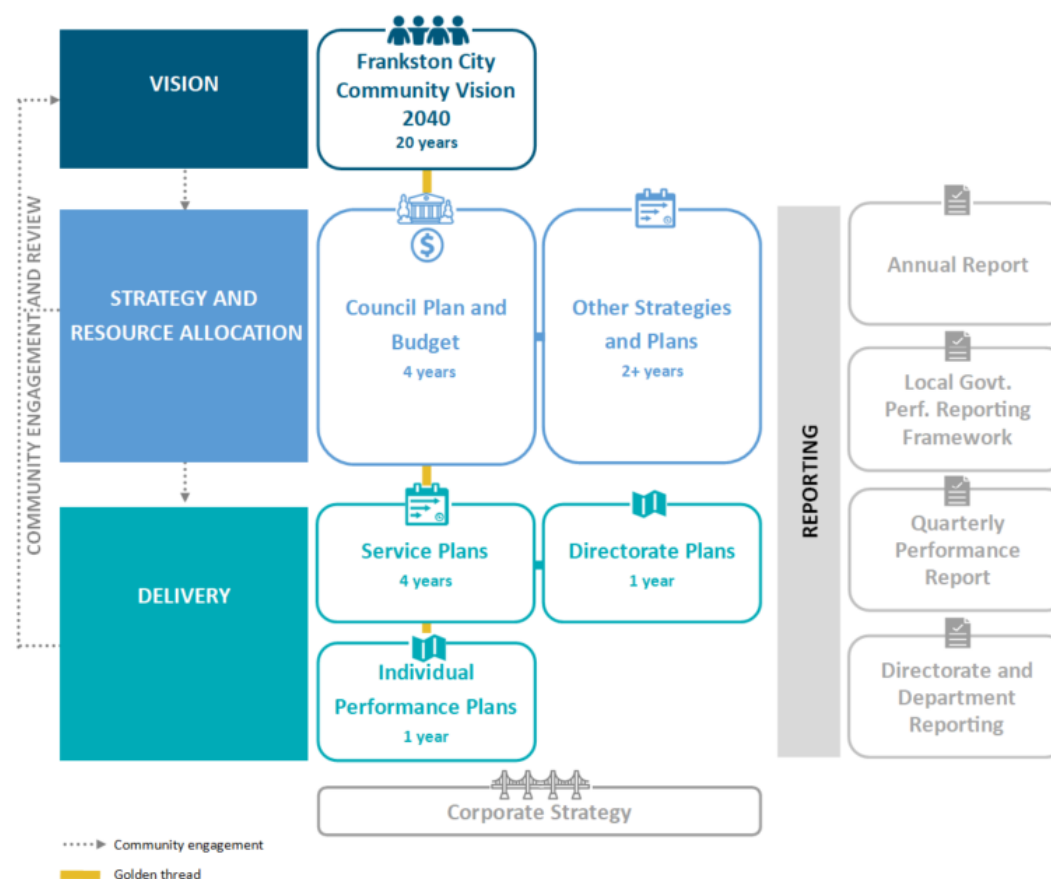 VISION
Frankston City
Community Vision
2040
20 years
COMMUNITY ENGAGEMENT AND REVIEW
STRATEGY AND
RESOURCE ALLOCATION
$
Council Plan and
Budget
4 years
Other Strategies
and Plans
2+ years
DELIVERY
Service Plans
4 years
Directorate Plans
1 year
Individual
Performance Plans
1 year
REPORTING
Annual Report
Local Govt.
Perf. Reporting
Framework
Quarterly
Performance
Report
Directorate and
Department
Reporting
Corporate Strategy
Community engagement
Golden thread